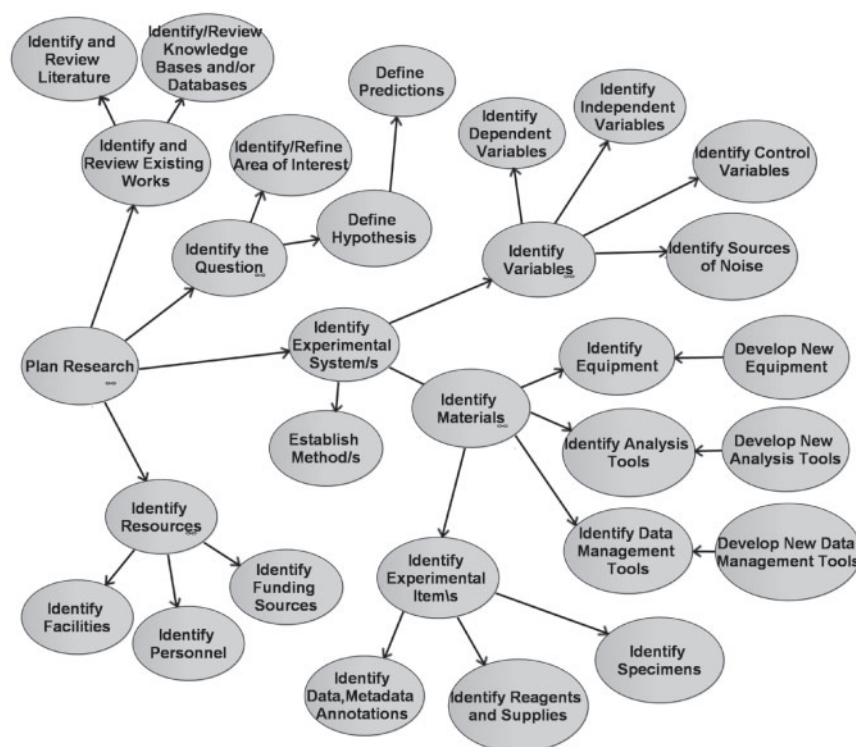 Identify and
Review
Literature
Identify/Review
Knowledge
Bases and/or
Databases
Identify and
Review Existing
Works
Define
Predictions
Identify/Refine
Area of Interest
Identify the
Question
Define
Hypothesis
Identify
Dependent
Variables
Identify
Independent
Variables
Identify Control
Variables
Identify
Variables
Identify Sources
of Noise
Plan Research
Identify
Experimental
System/s
Establish
Method/s
Identify
Materials
Identify
Equipment
Develop New
Equipment
Identify Analysis
Tools
Develop New
Analysis Tools
Identify Data
Management
Tools
Develop New Data
Management Tools
Identify
Resources
Identify
Facilities
Identify
Personnel
Identify
Funding
Sources
Identify
Experimental
Item\s
Identify
Data,Metadata
Annotations
Identify Reagents
and Supplies
Identify
Specimens